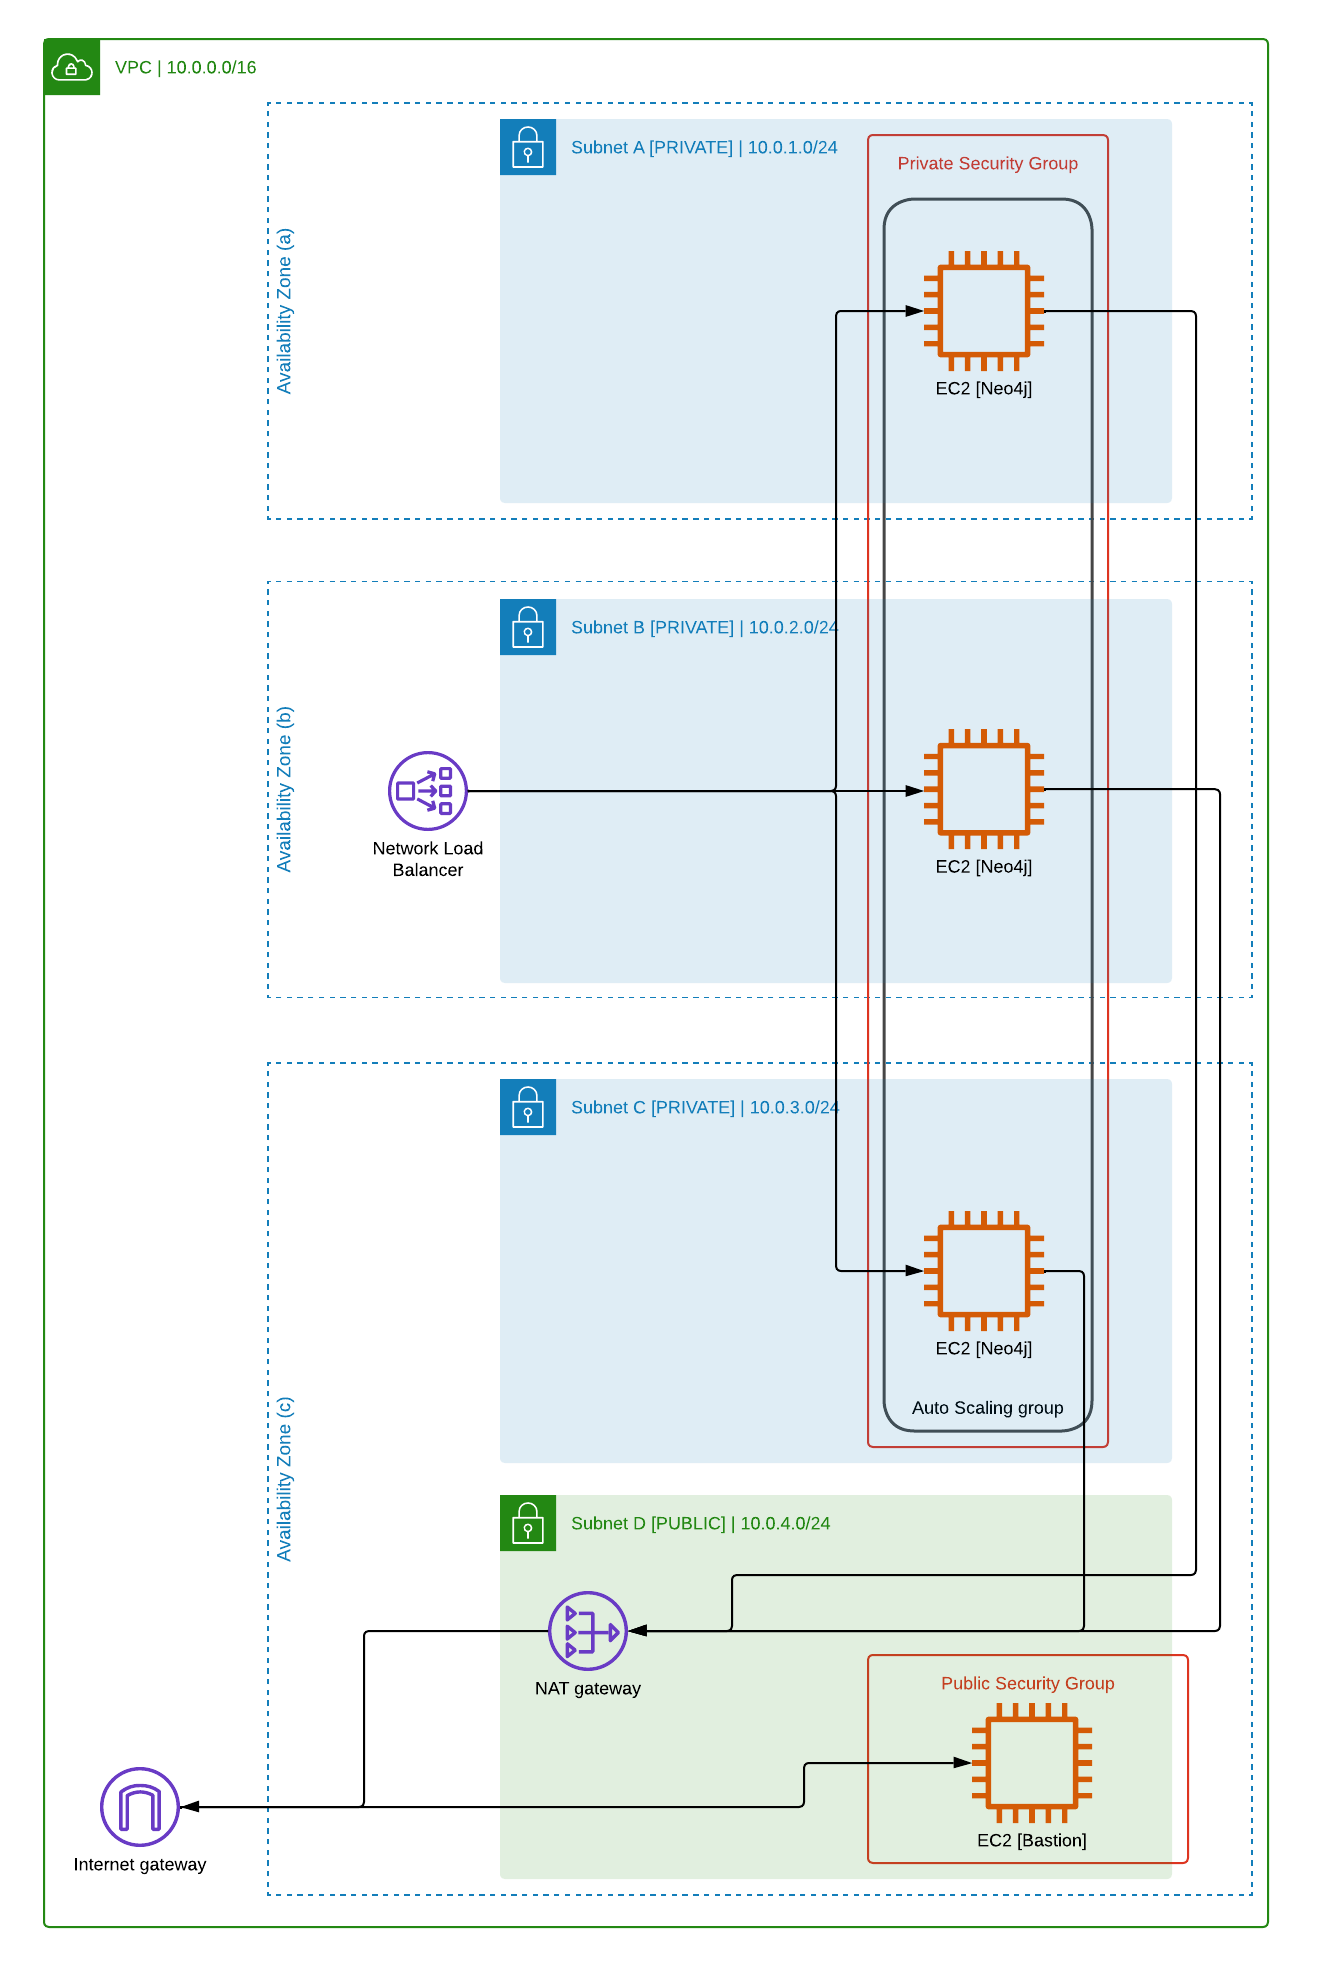 VPC | 10.0.0.0/16
Availability Zone (a)
Subnet A [PRIVATE] | 10.0.1.0/24
Private Security Group
EC2 [Neo4j]
Availability Zone (b)
Subnet B [PRIVATE] | 10.0.2.0/24
Network Load
Balancer
EC2 [Neo4j]
Availability Zone (c)
Subnet C [PRIVATE] | 10.0.3.0/24
EC2 [Neo4j]
Auto Scaling group
Subnet D [PUBLIC] | 10.0.4.0/24
NAT gateway
Public Security Group
EC2 [Bastion]
Internet gateway